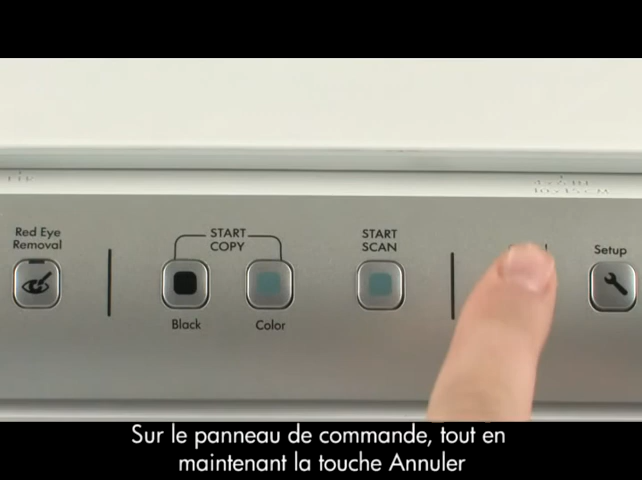 Red Eye
Removal
START
COPY
Black
Color
START
SCAN
Setup
Sur le panneau de commande, tout en
maintenant la touche Annuler